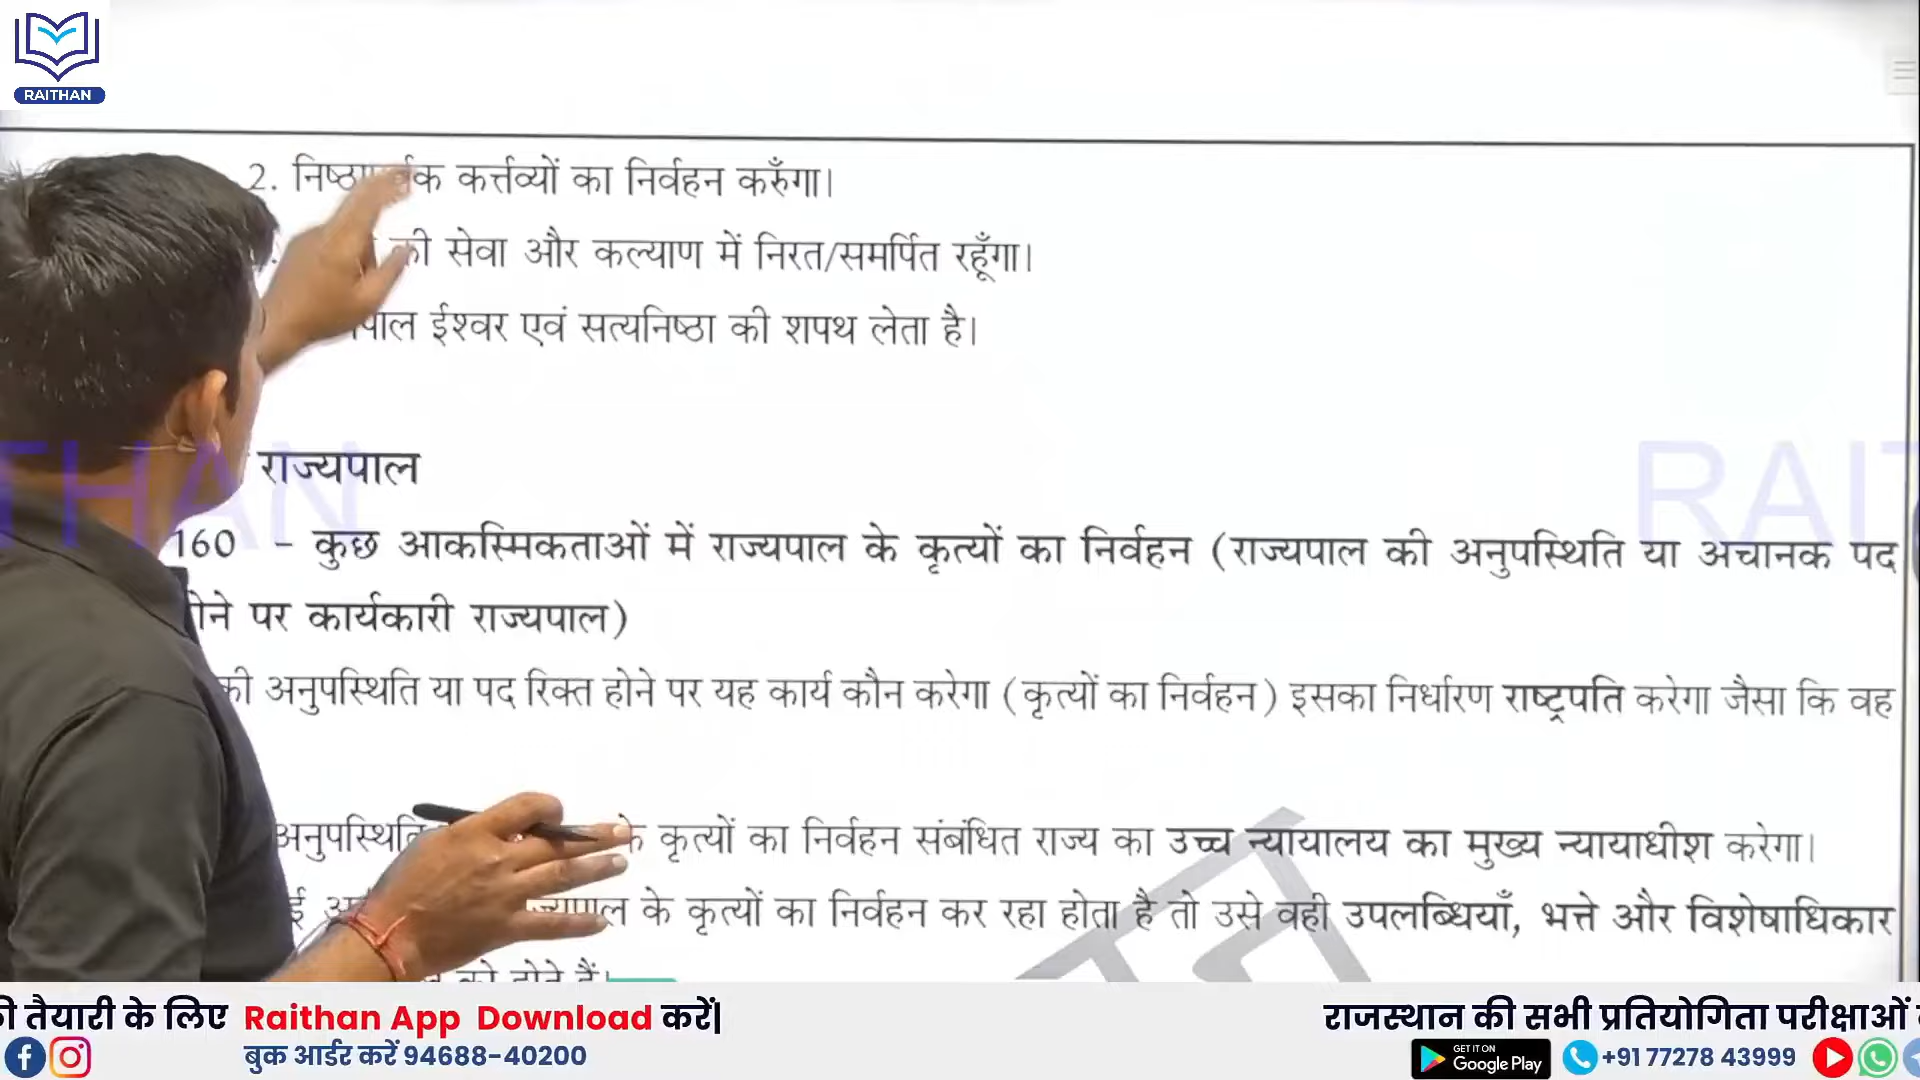 RAITHAN
2. कर्त्तव्यों का निर्वहन करुँगा।
की सेवा और कल्याण में निरत/समर्पित रहूँगा।
ईश्वर एवं सत्यनिष्ठा की शपथ लेता है।
राज्यपाल
160 - कुछ आकस्मिकताओं में राज्यपाल के कृत्यों का निर्वहन (राज्यपाल की अनुपस्थिति या अचानक पद
पर कार्यकारी राज्यपाल)
की अनुपस्थिति या पद रिक्त होने पर यह कार्य कौन करेगा (कृत्यों का निर्वहन) इसका निर्धारण राष्ट्रपति करेगा जैसा कि वह
के कृत्यों का निर्वहन संबंधित राज्य का उच्च न्यायालय का मुख्य न्यायाधीश करेगा।
के कृत्यों का निर्वहन कर रहा होता है तो उसे वही उपलब्धियाँ, भत्ते और विशेषाधिकार
को होते हैं।
की तैयारी के लिए Raithan App Download करें|
राजस्थान की सभी प्रतियोगिता परीक्षाओं
बुक आर्डर करें 94688-40200
GET IT ON
Google Play
+91 77278 43999